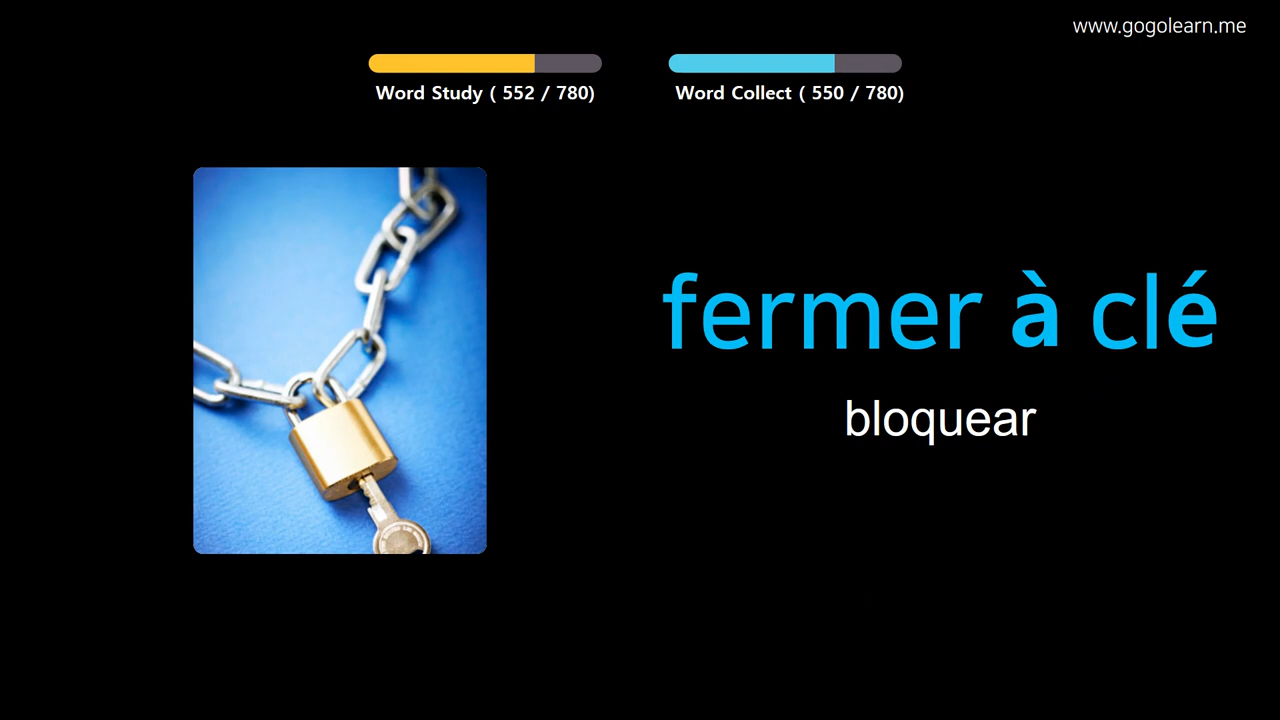 www.gogolearn.me
Word Study ( 552 / 780)
Word Collect ( 550 / 780)
fermer à clé
bloquear